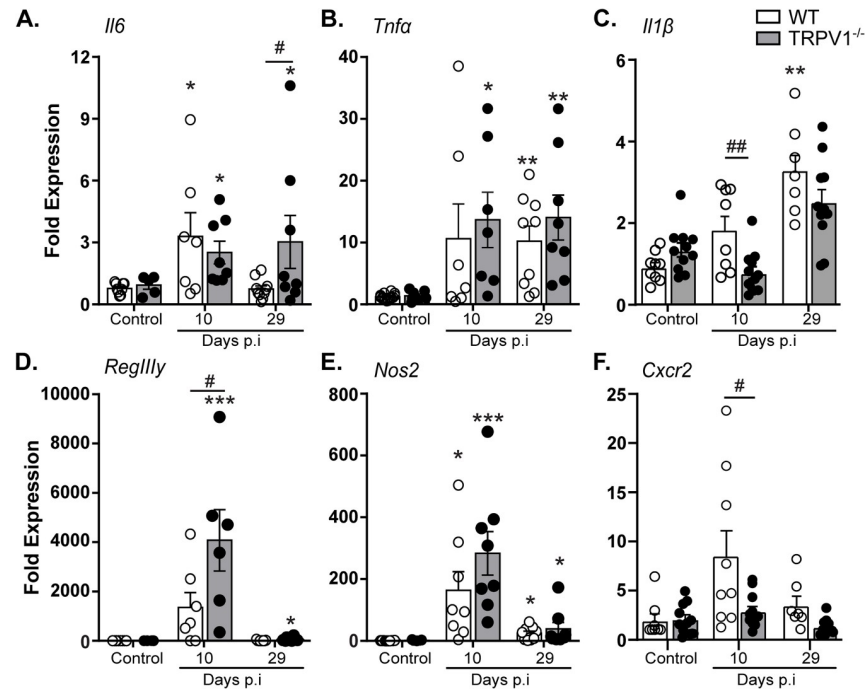 A. Il6
B. Tnfα
C. Il1β
WT
TRPV1-/-
Fold Expression
12
9
6
3
0
*
*
#
*
Control
10
29
Days p.i
40
30
20
10
0
*
**
**
Control
10
29
Days p.i
6
4
2
0
##
**
Control
10
29
Days p.i
D. RegIIIy
E. Nos2
F. Cxcr2
Fold Expression
10000
8000
6000
4000
2000
0
#
***
*
Control
10
29
Days p.i
800
600
400
200
0
*
***
*
*
Control
10
29
Days p.i
25
20
15
10
5
0
#
Control
10
29
Days p.i